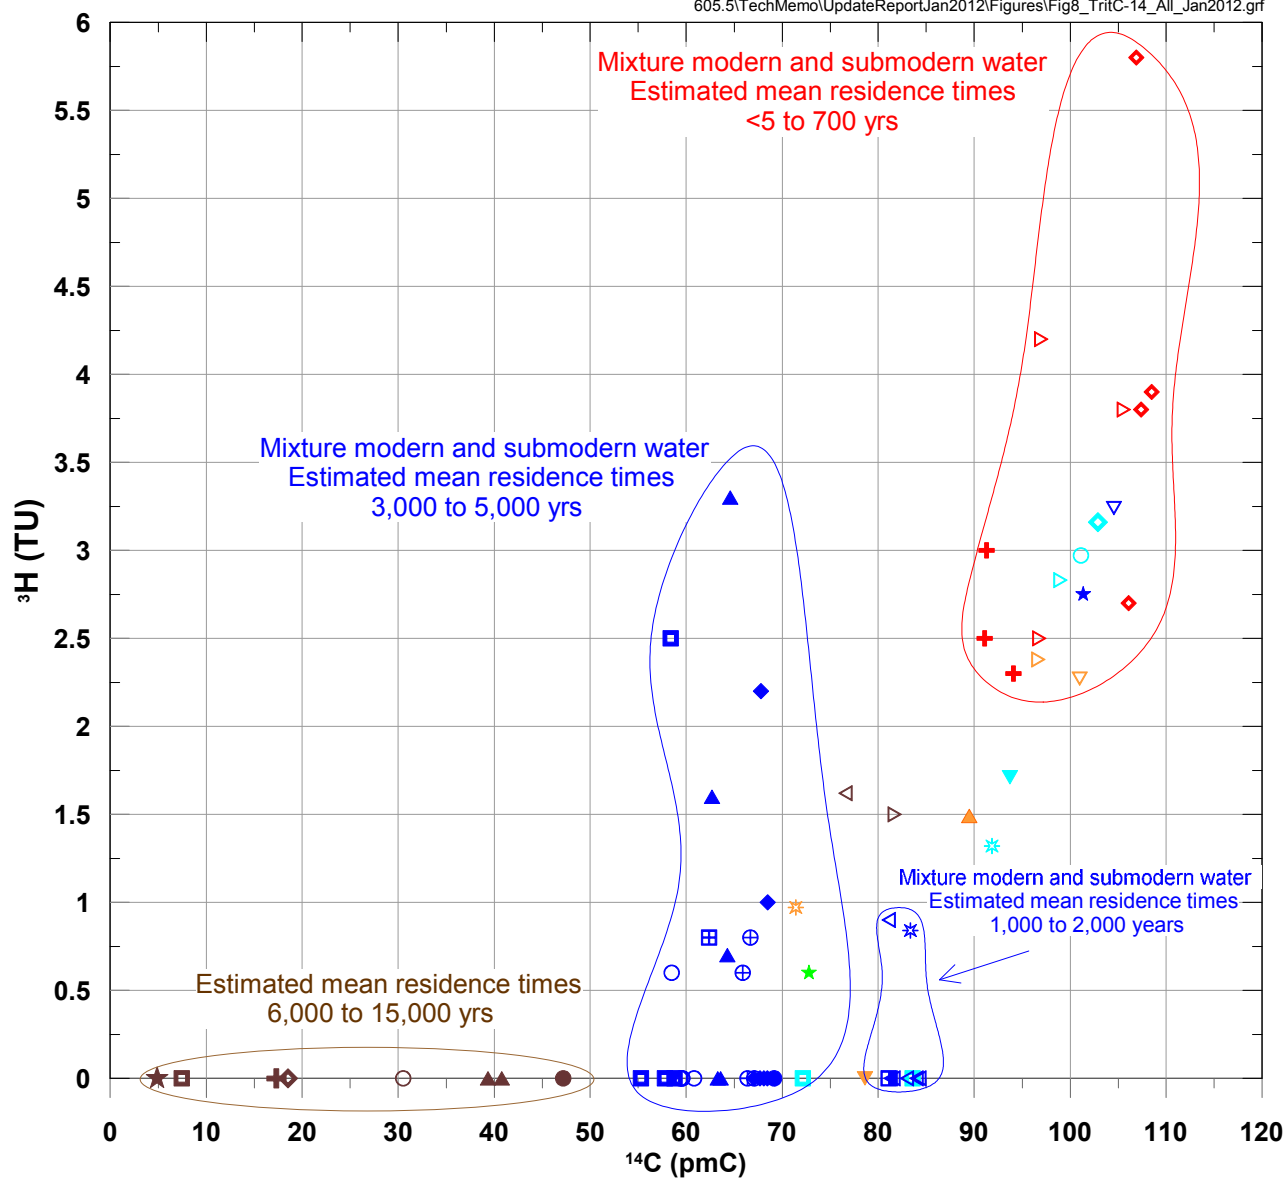 605.5\TechMemo\UpdateReportJan2012\Figures\Fig8_TritC-14_All_Jan2012.grf
6
Mixture modern and submodern water
Estimated mean residence times
<5 to 700 yrs
5.5
5
4.5
4
3.5
Mixture modern and submodern water
Estimated mean residence times
3,000 to 5,000 yrs
3
³H (TU)
2.5
2
1.5
Mixture modern and submodern water
Estimated mean residence times
1,000 to 2,000 years
1
Estimated mean residence times
6,000 to 15,000 yrs
0.5
0
0 10 20 30 40 50 60 70 80 90 100 110 120
¹⁴C (pmC)